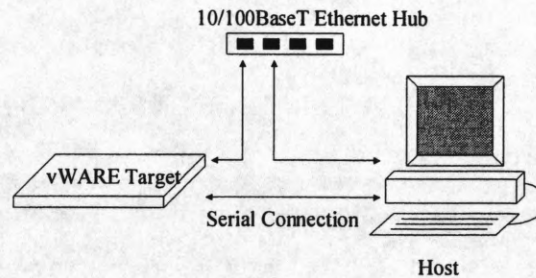 10/100BaseT Ethernet Hub
vWARE Target
Serial Connection
Host